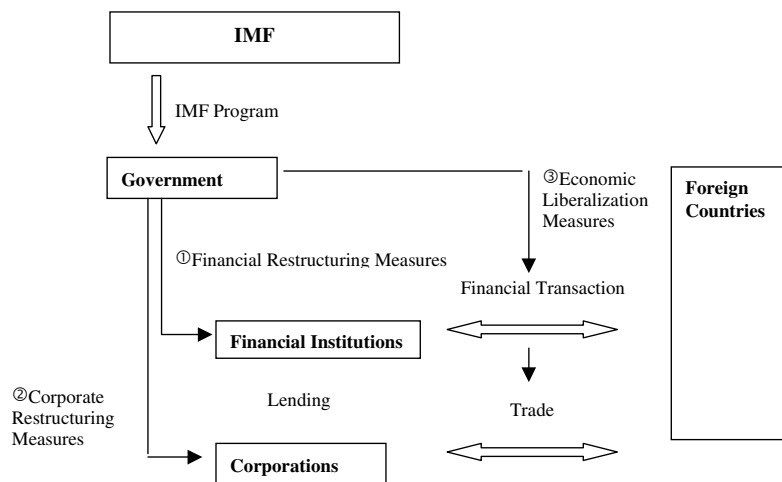 IMF
IMF Program
Government
③Economic
Liberalization
Measures
Foreign
Countries
①Financial Restructuring Measures
Financial Transaction
Financial Institutions
②Corporate
Restructuring
Measures
Lending
Trade
Corporations